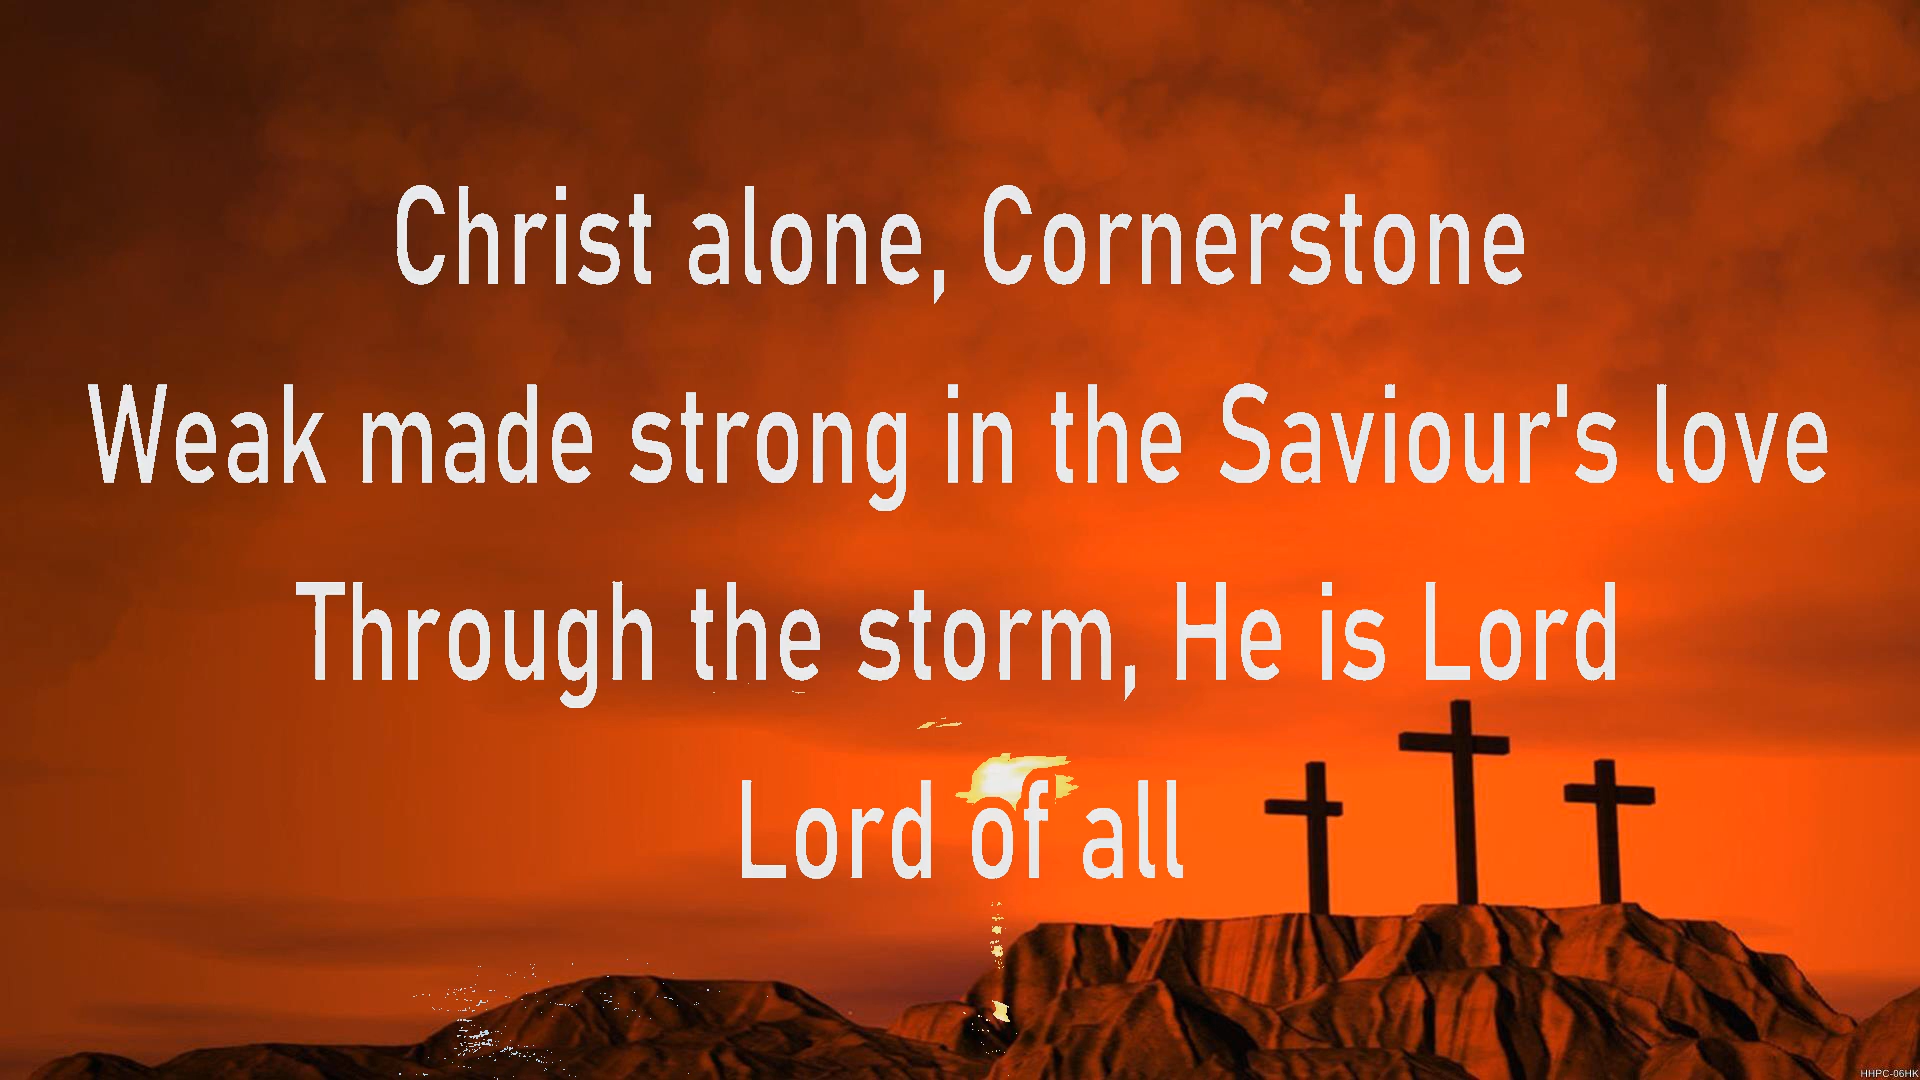 Christ alone, Cornerstone
Weak made strong in the Saviour's love
Through the storm, He is Lord
Lord of all
HHPC-06HK